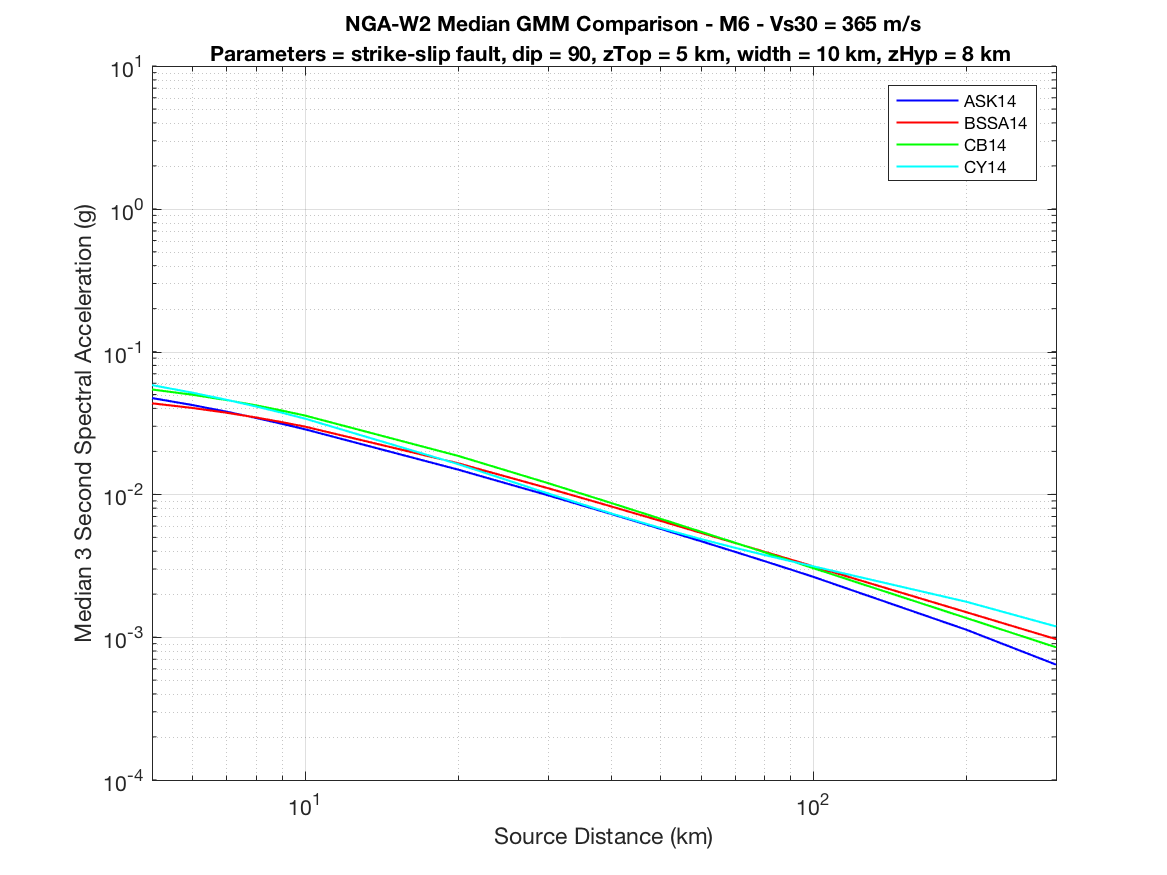 NGA-W2 Median GMM Comparison - M6 - Vs30 = 365 m/s
Parameters = strike-slip fault, dip = 90, zTop = 5 km, width = 10 km, zHyp = 8 km
10^1
10^0
10^-1
10^-2
10^-3
10^-4
Median 3 Second Spectral Acceleration (g)
ASK14
BSSA14
CB14
CY14
10^1
10^2
Source Distance (km)